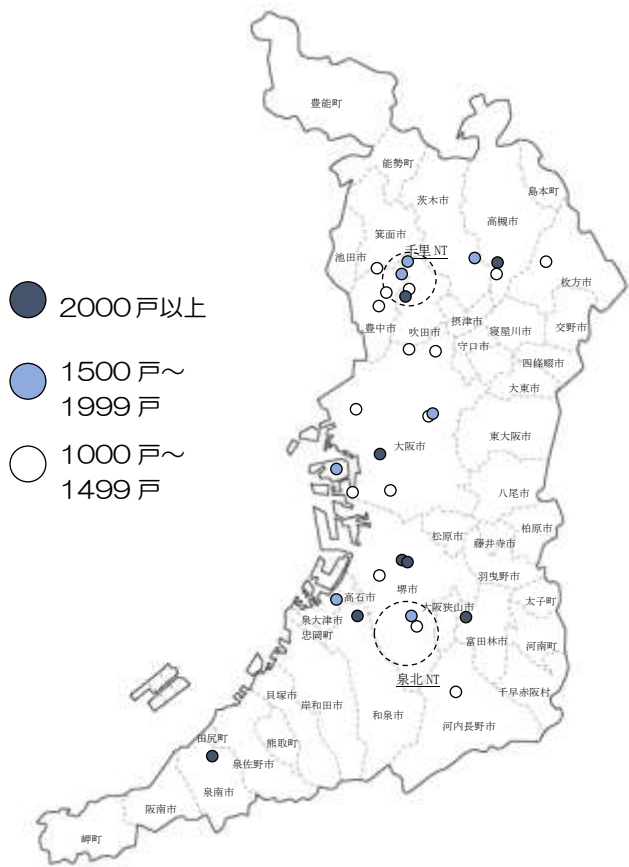 豊能町
能勢町
島本町
茨木市
高槻市
箕面市
千里 NT
池田市
枚方市
2000 戸以上
摂津市
豊中市
吹田市
寝屋川市
交野市
守口市
四條畷市
1500 戸～
1999 戸
大東市
東大阪市
大阪市
1000 戸～
1499 戸
八尾市
柏原市
松原市
藤井寺市
羽曳野市
堺市
高石市
太子町
大阪狭山市
泉大津市
忠岡町
富田林市
河南町
泉北 NT
千早赤阪村
貝塚市
岸和田市
和泉市
河内長野市
田尻町
熊取町
泉佐野市
泉南市
阪南市
岬町